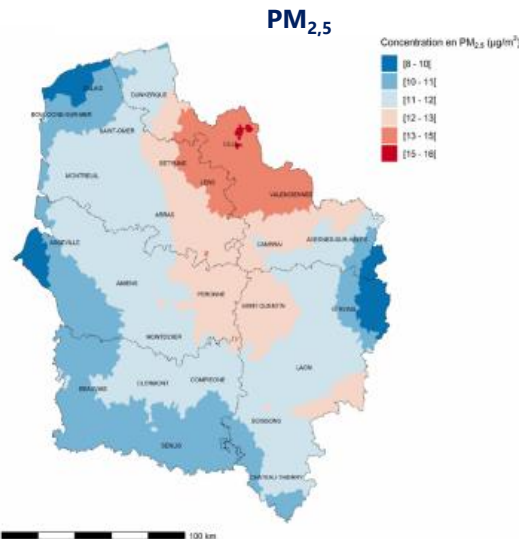 PM2,5
Concentration en PM2.5 (µg/m²)
[8 - 10[
[10 - 11[
[11 - 12[
[12 - 13[
[13 - 15[
[15 - 16[
CALAIS
DUNKERQUE
BOULOGNE-SUR-MER
SAINT-OMER
LILLE
BETHUNE
LENS
MONTREUIL
VALENCIENNES
ARRAS
CAMBRAI
AVESNES-SUR-HELPE
ABBEVILLE
AMIENS
PERONNE
SAINT-QUENTIN
VERVINS
MONTDIDIER
LAON
CLERMONT
COMPIEGNE
BEAUVAIS
SOISSONS
SENLIS
CHATEAU-THIERRY
100 km